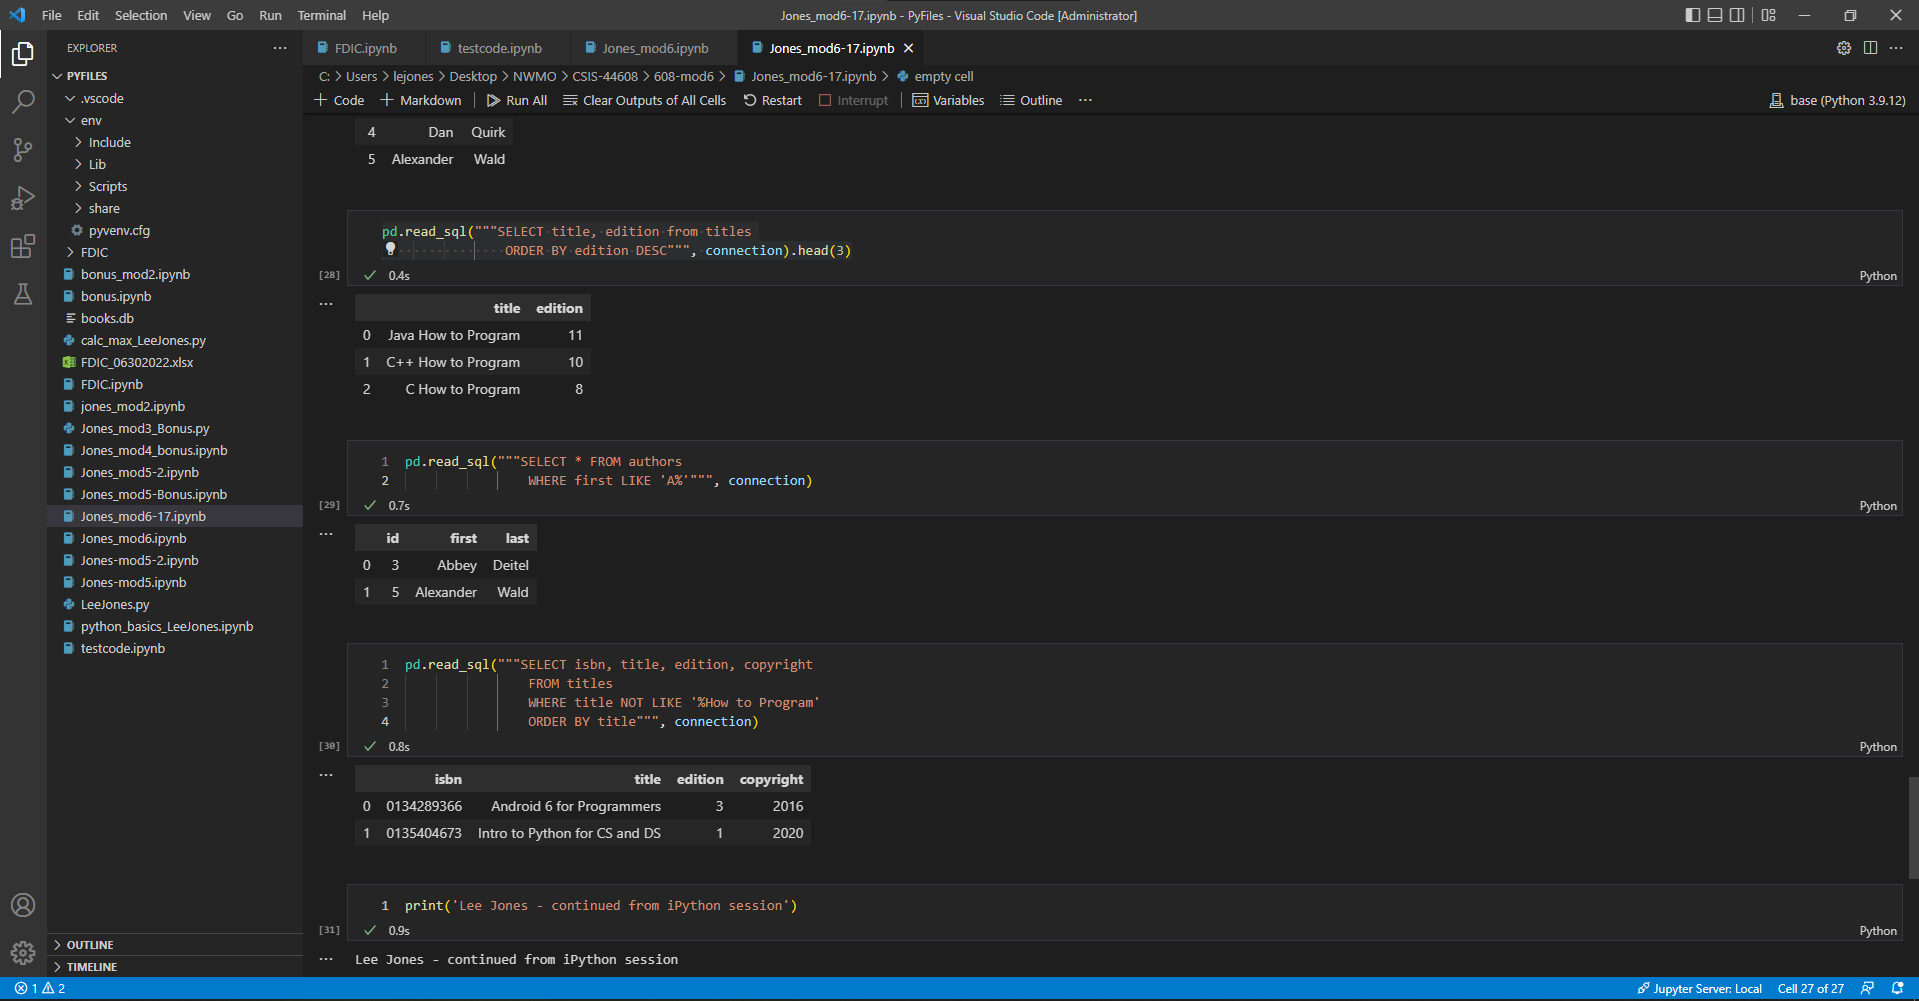 File Edit Selection View Go Run Terminal Help
Jones_mod6-17.ipynb - PyFiles - Visual Studio Code [Administrator]
EXPLORER
PYFILES
.vscode
env
Include
Lib
Scripts
share
pyvenv.cfg
FDIC
bonus_mod2.ipynb
bonus.ipynb
books.db
calc_max_LeeJones.py
FDIC_06302022.xlsx
FDIC.ipynb
jones_mod2.ipynb
Jones_mod3_Bonus.py
Jones_mod4_bonus.ipynb
Jones_mod5-2.ipynb
Jones_mod5-Bonus.ipynb
Jones_mod6-17.ipynb
Jones_mod6.ipynb
Jones-mod5-2.ipynb
Jones-mod5.ipynb
LeeJones.py
python_basics_LeeJones.ipynb
testcode.ipynb
OUTLINE
TIMELINE
FDIC.ipynb testcode.ipynb Jones_mod6.ipynb Jones_mod6-17.ipynb
C: > Users > lejones > Desktop > NWMO > CSIS-44608 > 608-mod6 > Jones_mod6-17.ipynb > empty cell
+ Code + Markdown Run All Clear Outputs of All Cells Restart Interrupt Variables Outline ... base (Python 3.9.12)
4 Dan Quirk
5 Alexander Wald
pd.read_sql("""SELECT title, edition from titles
ORDER BY edition DESC""", connection).head(3)
[28] 0.4s Python
title edition
0 Java How to Program 11
1 C++ How to Program 10
2 C How to Program 8
1 pd.read_sql("""SELECT * FROM authors
2 WHERE first LIKE 'A%'""", connection)
[29] 0.7s Python
id first last
0 3 Abbey Deitel
1 5 Alexander Wald
1 pd.read_sql("""SELECT isbn, title, edition, copyright
2 FROM titles
3 WHERE title NOT LIKE '%How to Program'
4 ORDER BY title""", connection)
[30] 0.8s Python
isbn title edition copyright
0 0134289366 Android 6 for Programmers 3 2016
1 0135404673 Intro to Python for CS and DS 1 2020
1 print('Lee Jones - continued from iPython session')
[31] 0.9s Python
Lee Jones - continued from iPython session
1 2 Jupyter Server: Local Cell 27 of 27